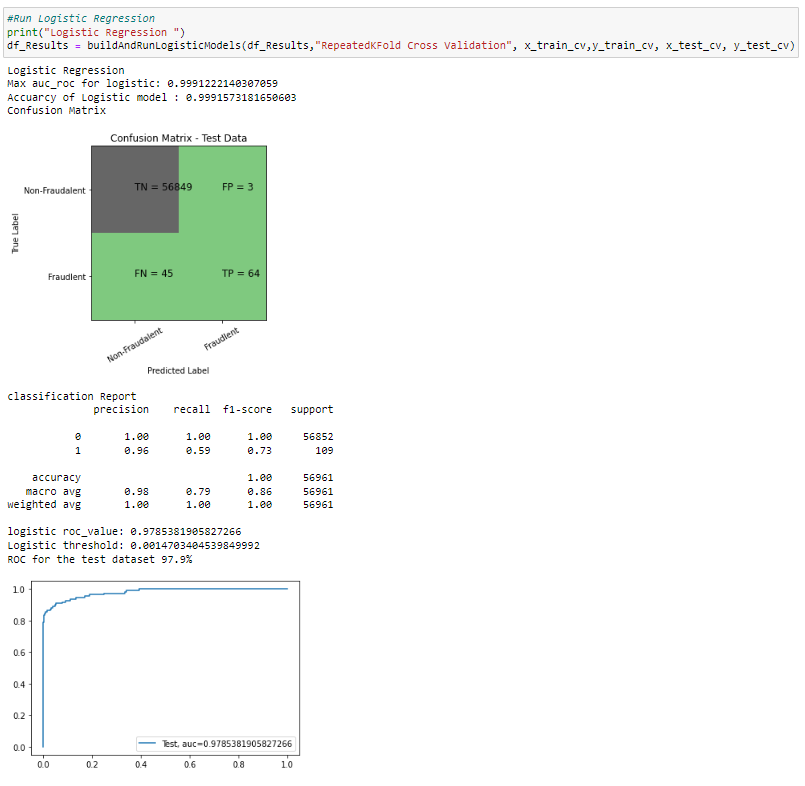 #Run Logistic Regression
print("Logistic Regression ")
df_Results = buildAndRunLogisticModels(df_Results,"RepeatedKFold Cross Validation", x_train_cv,y_train_cv, x_test_cv, y_test_cv)
Logistic Regression
Max auc_roc for logistic: 0.9991222140307059
Accuarcy of Logistic model : 0.9991573181650603
Confusion Matrix
Confusion Matrix - Test Data
Non-Fraudalent
TN = 56849 FP = 3
True Label
Fraudlent
FN = 45 TP = 64
Non-Fraudalent Fraudlent
Predicted Label
classification Report
precision recall f1-score support
0 1.00 1.00 1.00 56852
1 0.96 0.59 0.73 109
accuracy 1.00 56961
macro avg 0.98 0.79 0.86 56961
weighted avg 1.00 1.00 1.00 56961
logistic roc_value: 0.9785381905827266
Logistic threshold: 0.0014703404539849992
ROC for the test dataset 97.9%
1.0
0.8
0.6
0.4
0.2
0.0
Test, auc=0.9785381905827266
0.0 0.2 0.4 0.6 0.8 1.0